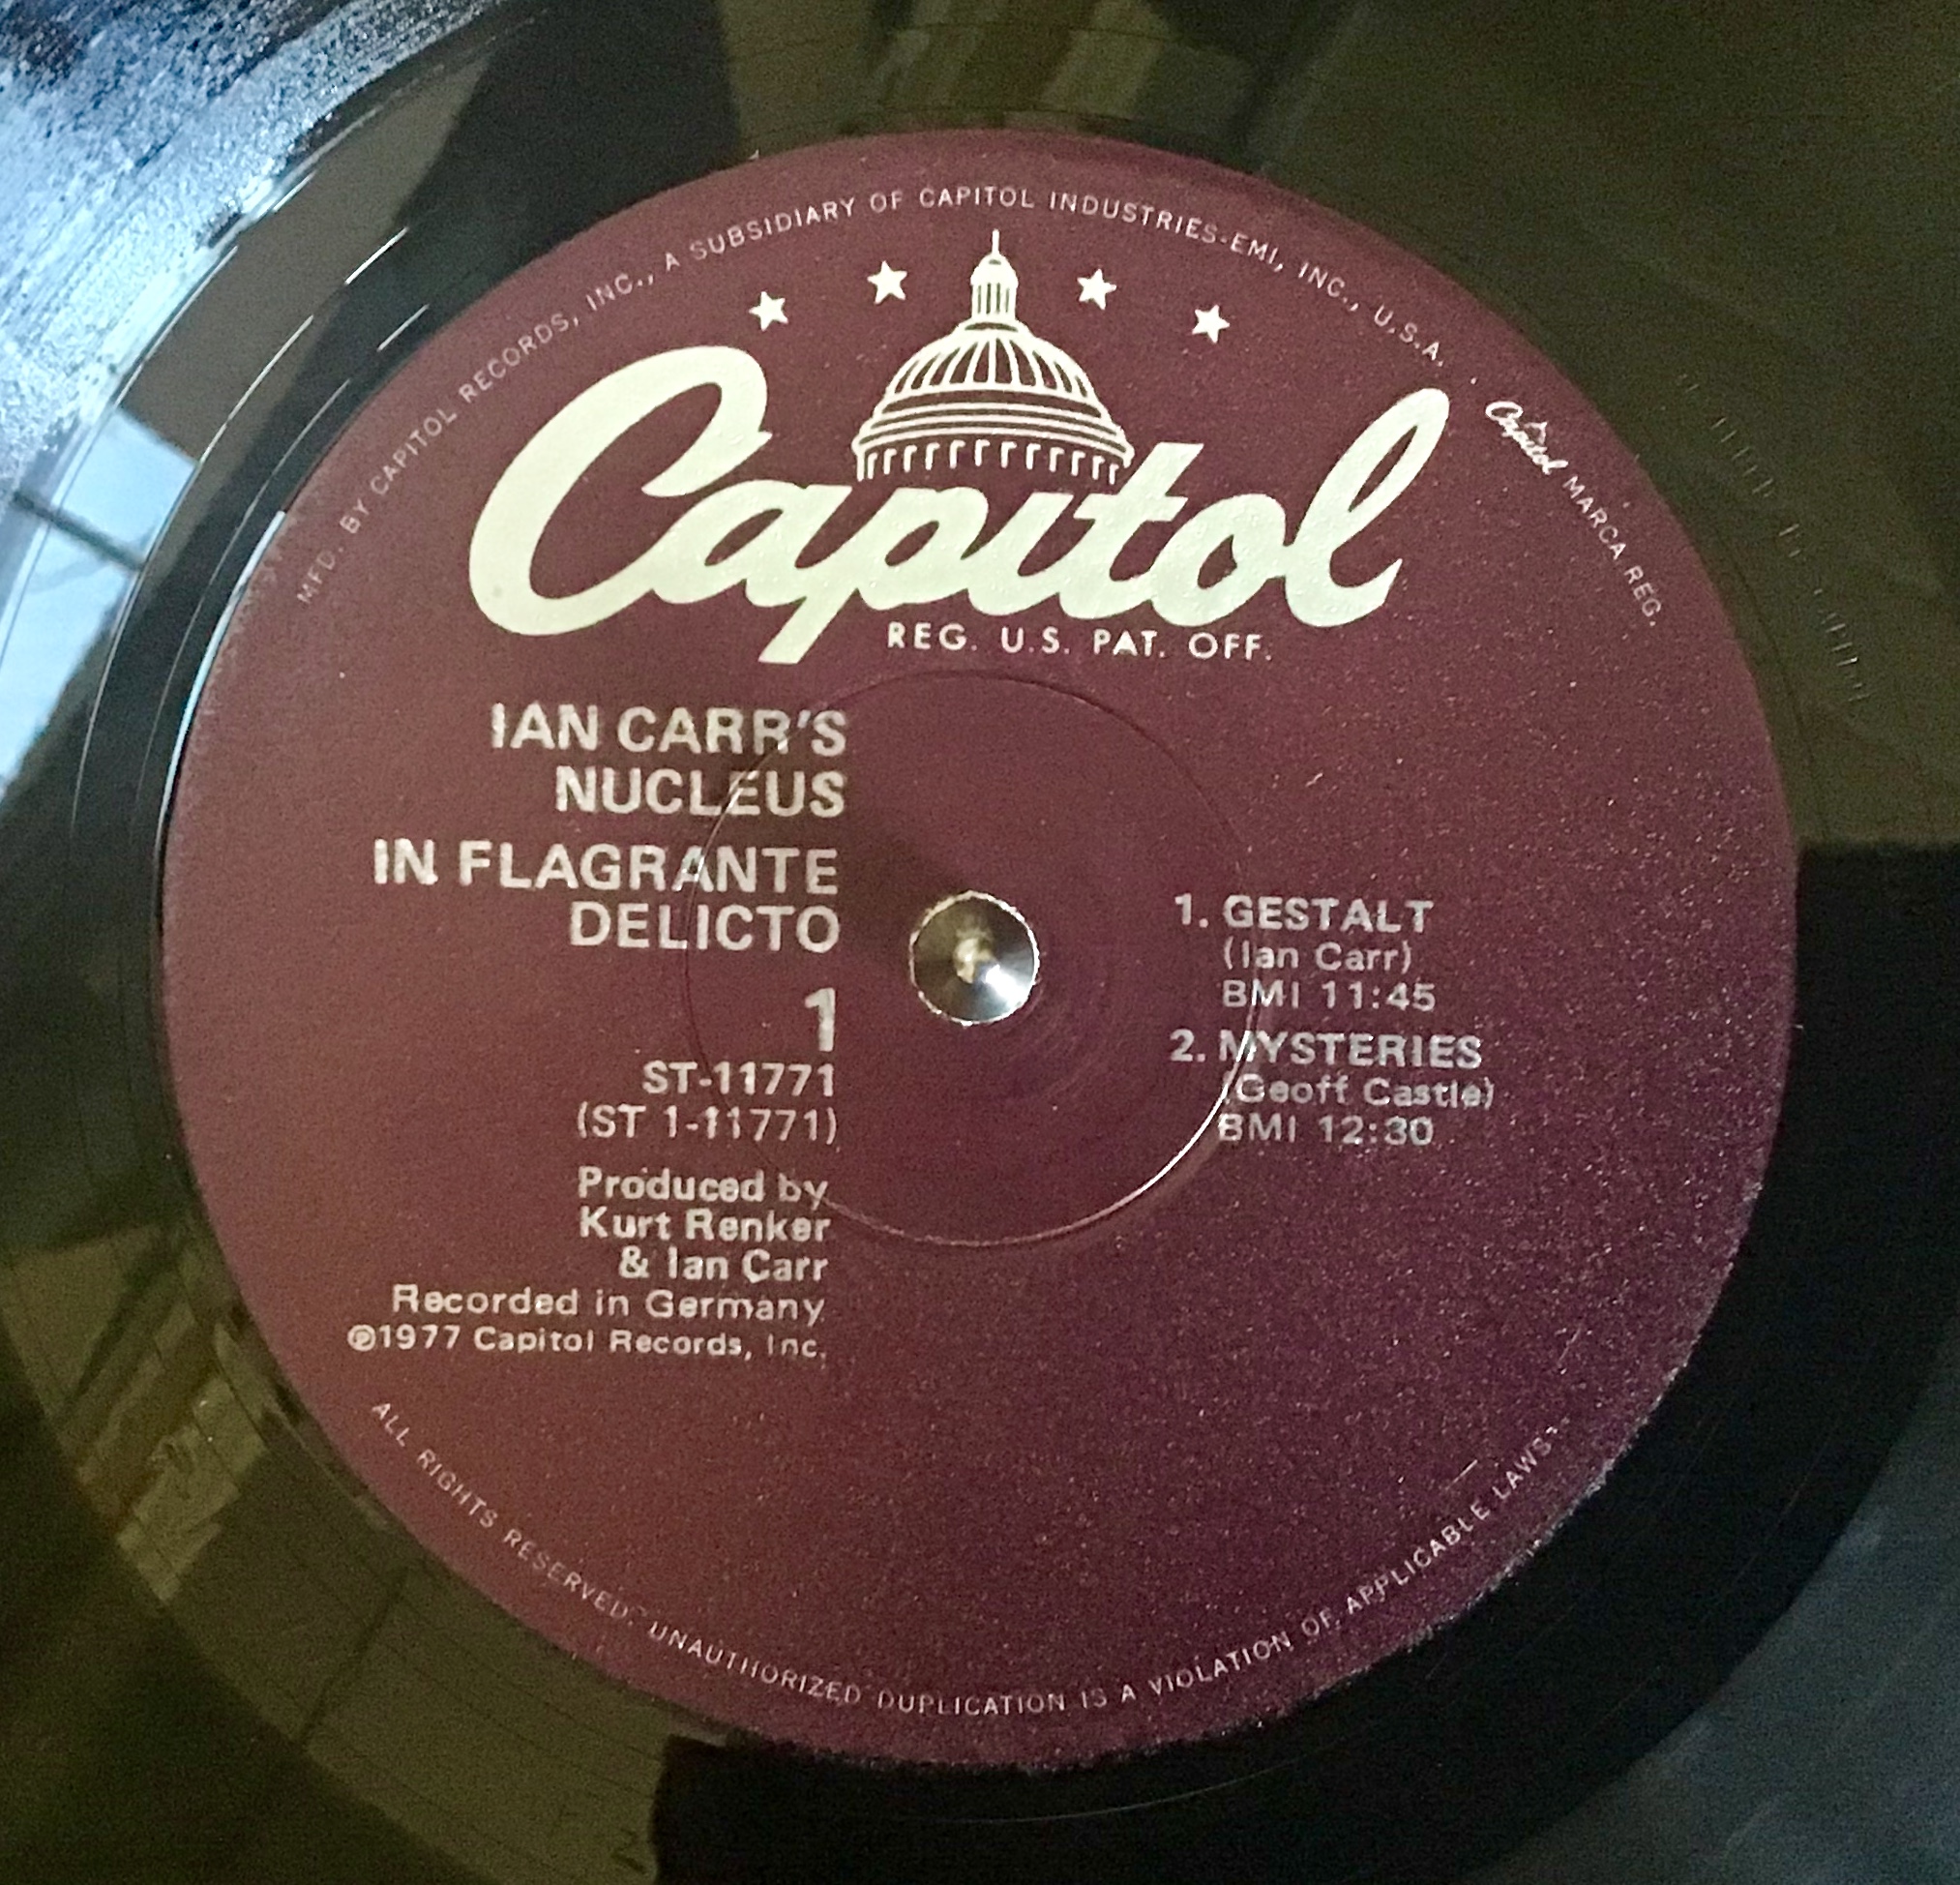 MFD. BY CAPITOL RECORDS, INC., A SUBSIDIARY OF CAPITOL INDUSTRIES-EMI, INC., U.S.A. . Capitol MARCA REG.
Capitol
REG. U.S. PAT. OFF.
IAN CARR'S
NUCLEUS
IN FLAGRANTE
DELICTO
1
ST-11771
(ST 1-11771)
Produced by
Kurt Renker
& Ian Carr
Recorded in Germany
℗1977 Capitol Records, Inc.
1. GESTALT
(Ian Carr)
BMI 11:45
2. MYSTERIES
(Geoff Castle)
BMI 12:30
ALL RIGHTS RESERVED. UNAUTHORIZED DUPLICATION IS A VIOLATION OF APPLICABLE LAWS.